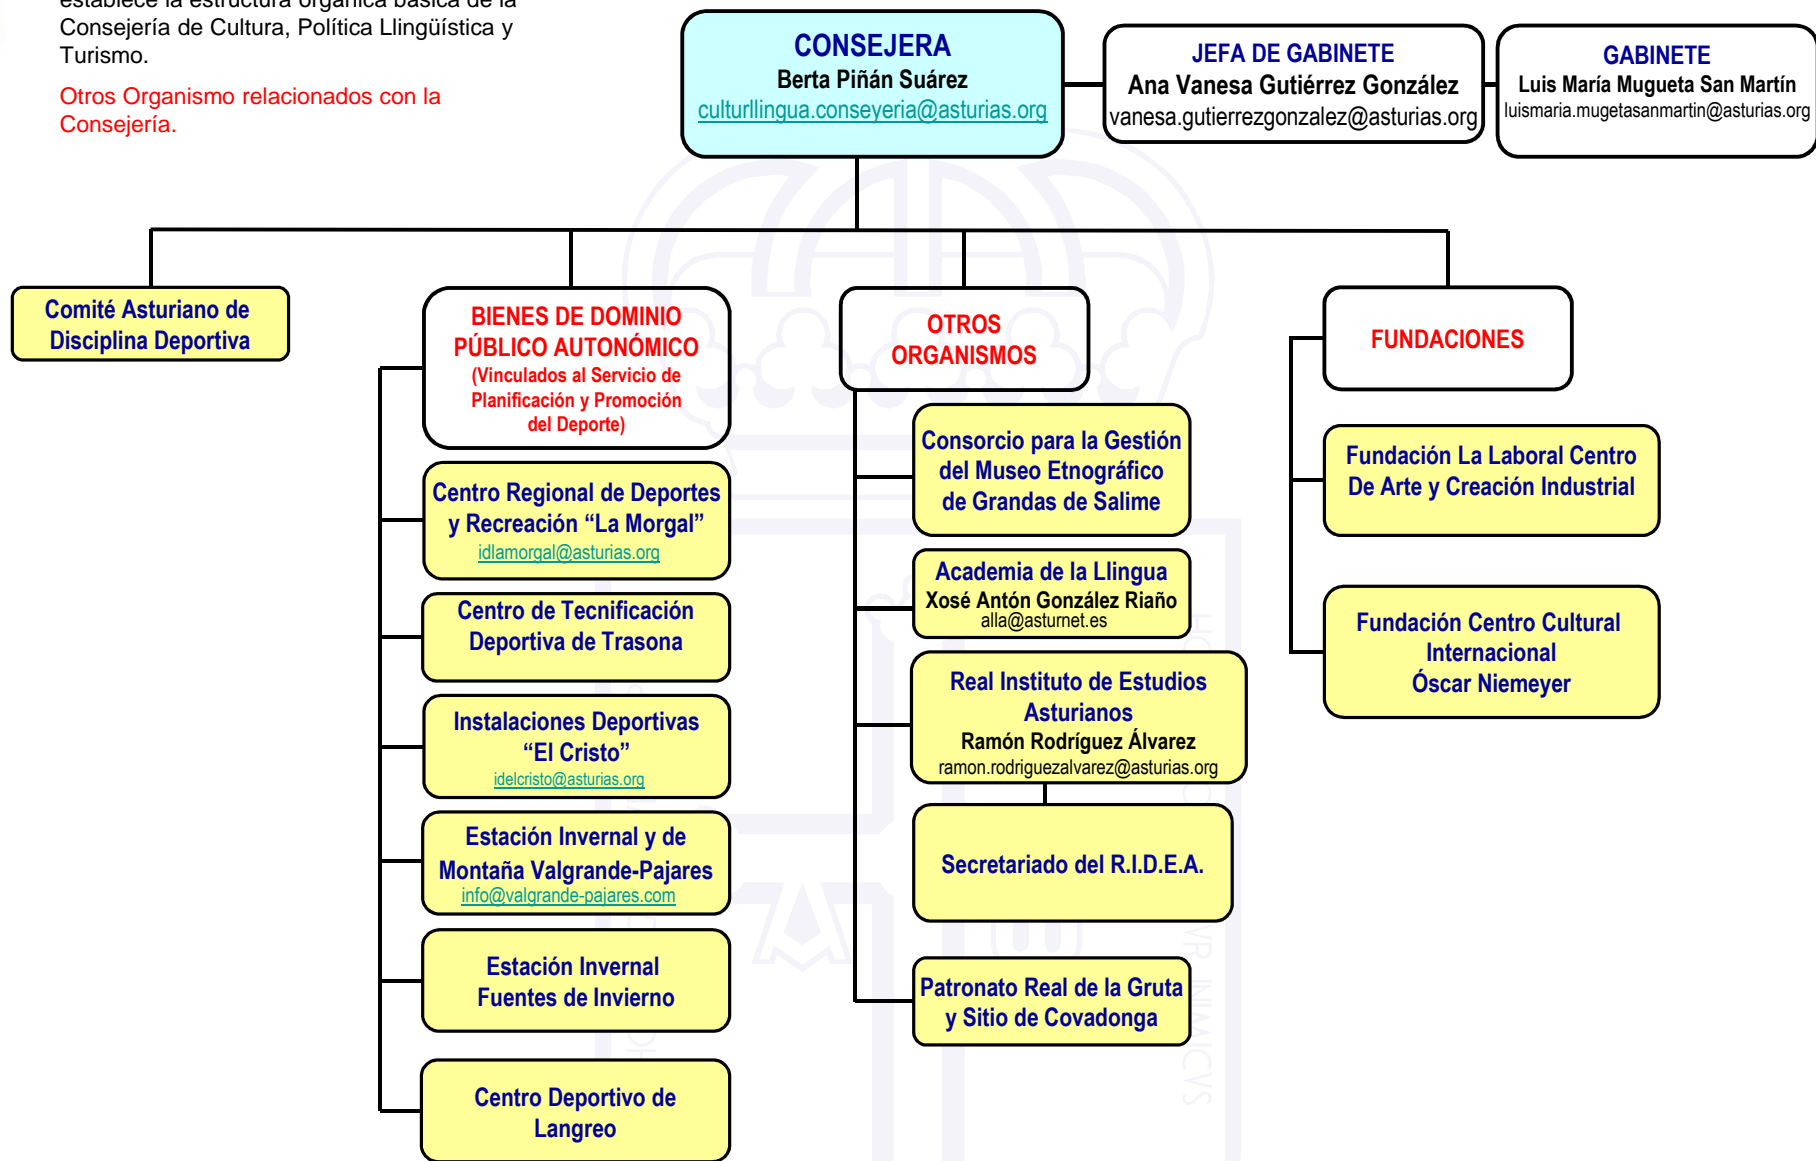 establece la estructura orgánica básica de la
Consejería de Cultura, Política Llingüística y
Turismo.
Otros Organismo relacionados con la
Consejería.
CONSEJERA
Berta Piñán Suárez
culturllingua.conseyeria@asturias.org
JEFA DE GABINETE
Ana Vanesa Gutiérrez González
vanesa.gutierrezgonzalez@asturias.org
GABINETE
Luis María Mugueta San Martín
luismaria.mugetasanmartin@asturias.org
Comité Asturiano de
Disciplina Deportiva
BIENES DE DOMINIO
PÚBLICO AUTONÓMICO
(Vinculados al Servicio de
Planificación y Promoción
del Deporte)
Centro Regional de Deportes
y Recreación “La Morgal”
idlamorgal@asturias.org
Centro de Tecnificación
Deportiva de Trasona
Instalaciones Deportivas
“El Cristo”
idelcristo@asturias.org
Estación Invernal y de
Montaña Valgrande-Pajares
info@valgrande-pajares.com
Estación Invernal
Fuentes de Invierno
Centro Deportivo de
Langreo
OTROS
ORGANISMOS
Consorcio para la Gestión
del Museo Etnográfico
de Grandas de Salime
Academia de la Llingua
Xosé Antón González Riaño
alla@asturnet.es
Real Instituto de Estudios
Asturianos
Ramón Rodríguez Álvarez
ramon.rodriguezalvarez@asturias.org
Secretariado del R.I.D.E.A.
Patronato Real de la Gruta
y Sitio de Covadonga
FUNDACIONES
Fundación La Laboral Centro
De Arte y Creación Industrial
Fundación Centro Cultural
Internacional
Óscar Niemeyer
INIMICVS